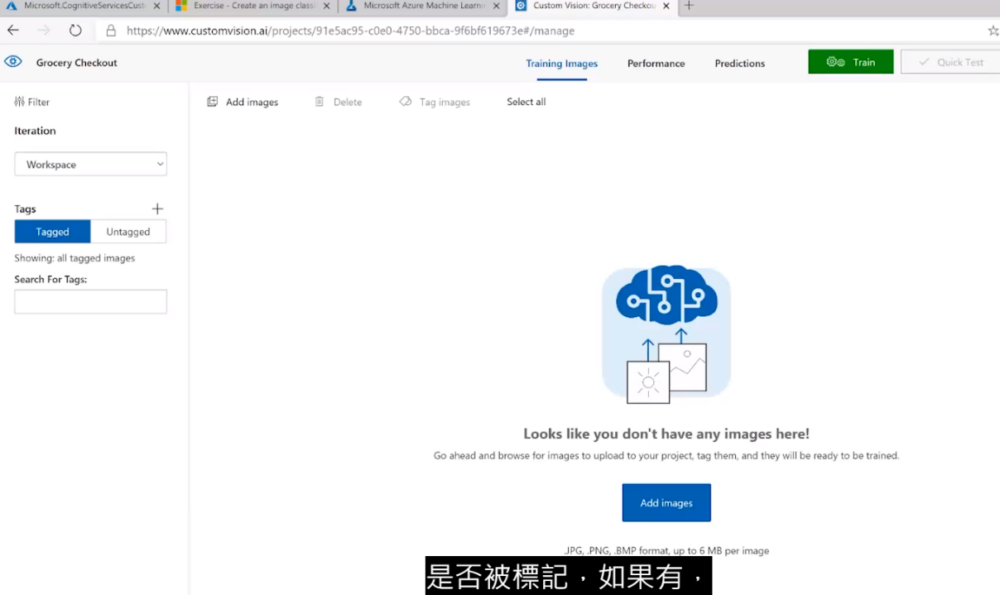 Microsoft.CognitiveServicesCust
Exercise - Create an image classi
Microsoft Azure Machine Learni
Custom Vision: Grocery Checkou
https://www.customvision.ai/projects/91e5ac95-c0e0-4750-bbca-9f6bf619673e#/manage
Grocery Checkout
Training Images
Performance
Predictions
Train
Quick Test
Filter
Add images
Delete
Tag images
Select all
Iteration
Workspace
Tags
Tagged
Untagged
Showing: all tagged images
Search For Tags:
Looks like you don't have any images here!
Go ahead and browse for images to upload to your project, tag them, and they will be ready to be trained.
Add images
.JPG, .PNG, .BMP format, up to 6 MB per image
是否被標記，如果有，